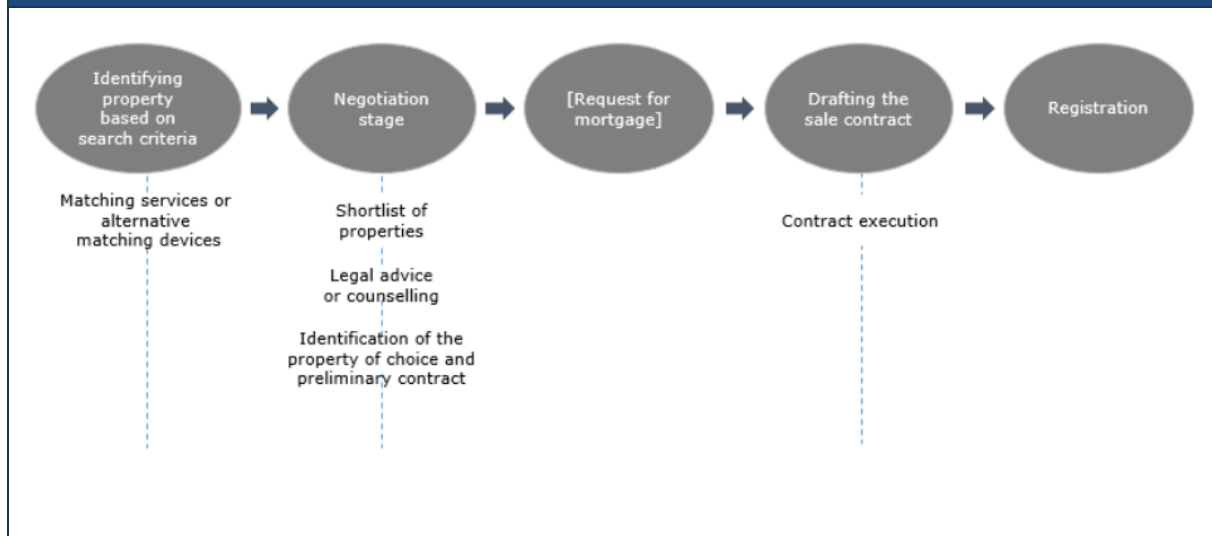 Identifying
property
based on
search criteria
Negotiation
stage
[Request for
mortgage]
Drafting the
sale contract
Registration
Matching services or
alternative
matching devices
Shortlist of
properties
Legal advice
or counselling
Identification of the
property of choice and
preliminary contract
Contract execution